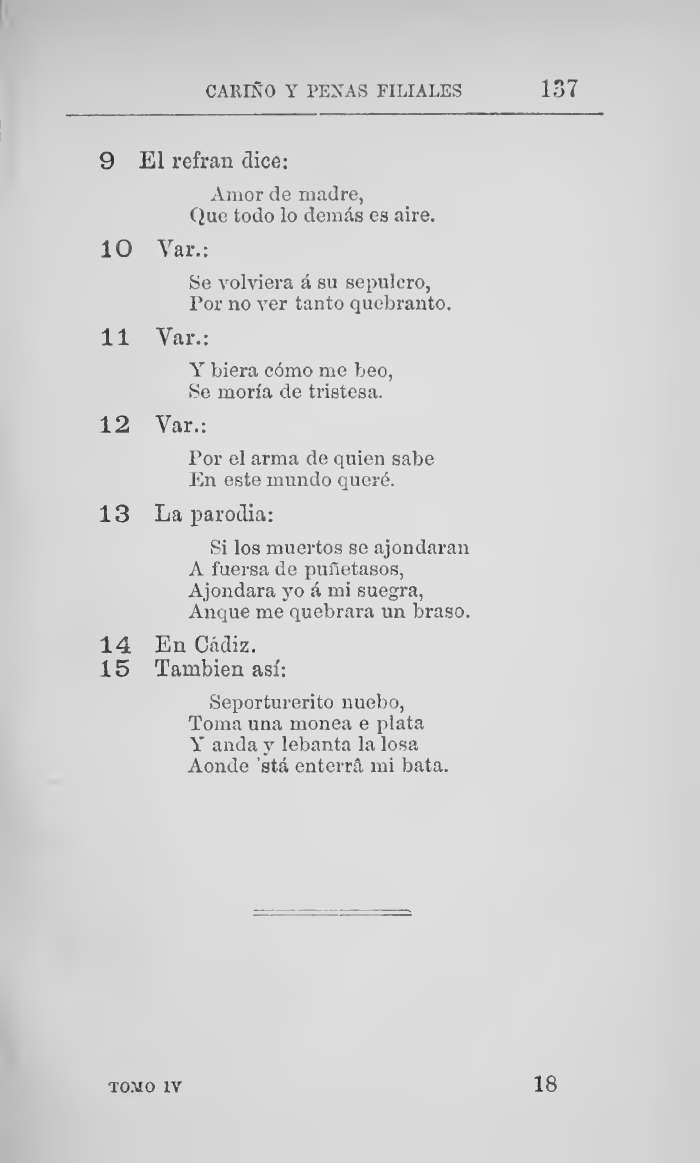 CARIÑO Y PENAS FILIALES 137
9 El refran dice:
Amor de madre,
Que todo lo demás es aire.
10 Var.:
Se volviera á su sepulcro,
Por no ver tanto quebranto.
11 Var.:
Y biera cómo me beo,
Se moría de tristesa.
12 Var.:
Por el arma de quien sabe
En este mundo queré.
13 La parodia:
Si los muertos se ajondaran
A fuersa de puñetasos,
Ajondara yo á mi suegra,
Anque me quebrara un braso.
14 En Cádiz.
15 Tambien así:
Seporturerito nuebo,
Toma una monea e plata
Y anda y lebanta la losa
Aonde 'stá enterrâ mi bata.
TOMO IV 18